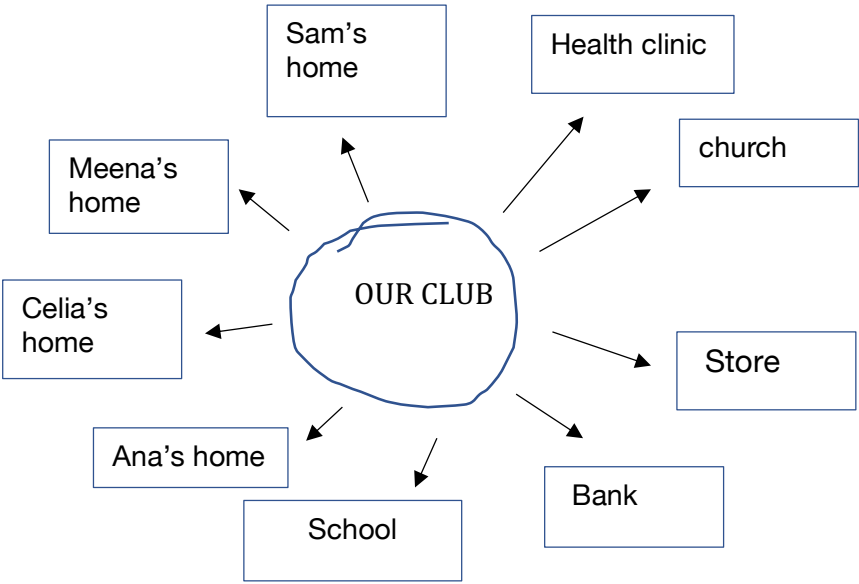 Sam's
home
Health clinic
church
Meena's
home
OUR CLUB
Celia's
home
Store
Ana's home
Bank
School